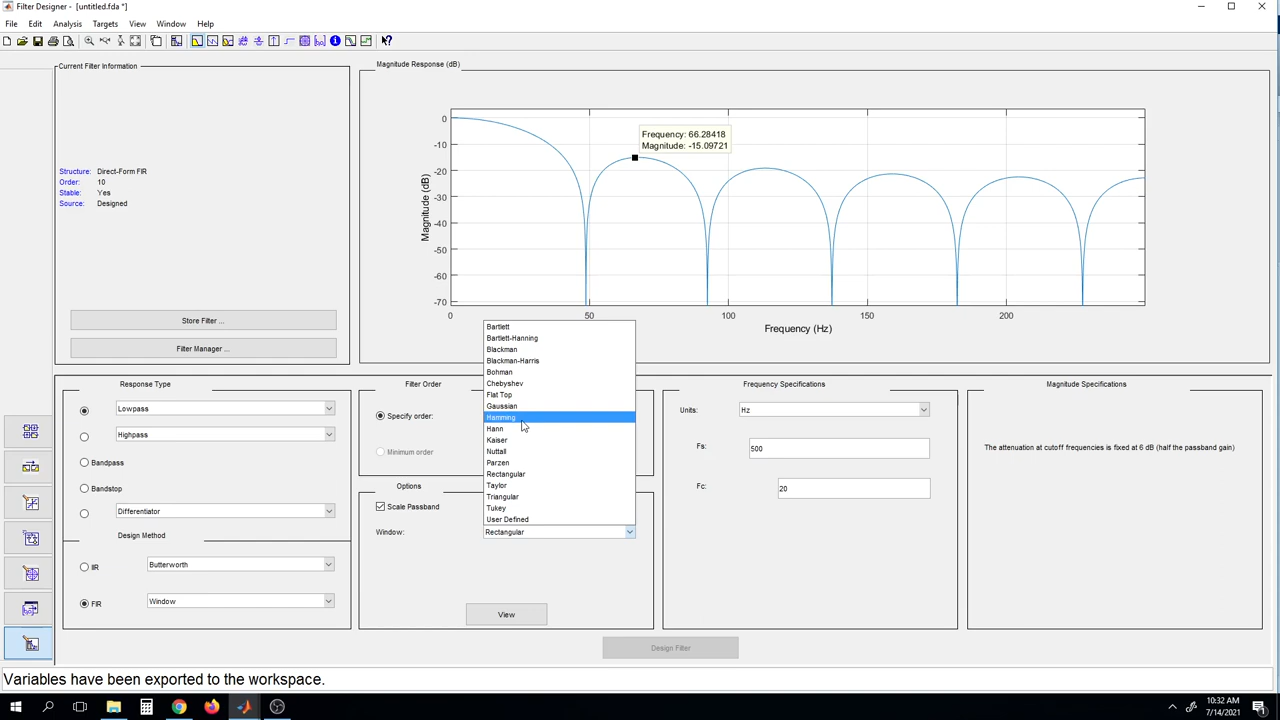 Filter Designer - [untitled.fda *]
File Edit Analysis Targets View Window Help
Current Filter Information
Structure: Direct-Form FIR
Order: 10
Stable: Yes
Source: Designed
Store Filter ...
Filter Manager ...
Magnitude Response (dB)
Magnitude (dB)
0
-10
-20
-30
-40
-50
-60
-70
Frequency: 66.28418
Magnitude: -15.09721
0 50 100 150 200
Frequency (Hz)
Response Type
Lowpass
Highpass
Bandpass
Bandstop
Differentiator
Design Method
IIR Butterworth
FIR Window
Filter Order
Specify order:
Minimum order
Options
Scale Passband
Window: Rectangular
Bartlett
Bartlett-Hanning
Blackman
Blackman-Harris
Bohman
Chebyshev
Flat Top
Gaussian
Hamming
Hann
Kaiser
Nuttall
Parzen
Rectangular
Taylor
Triangular
Tukey
User Defined
View
Frequency Specifications
Units: Hz
Fs: 500
Fc: 20
Magnitude Specifications
The attenuation at cutoff frequencies is fixed at 6 dB (half the passband gain)
Design Filter
Variables have been exported to the workspace.
10:32 AM
7/14/2021
1